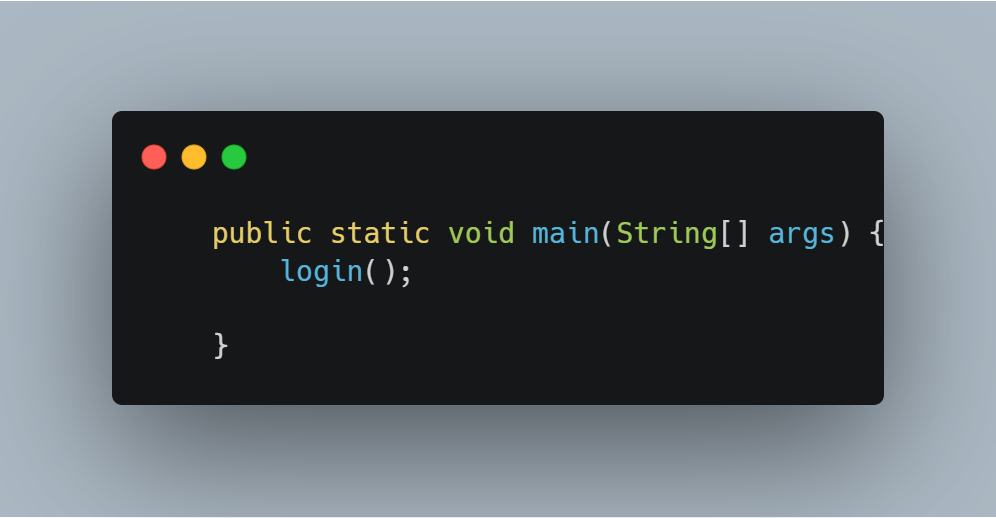 public static void main(String[] args) {
login();
}